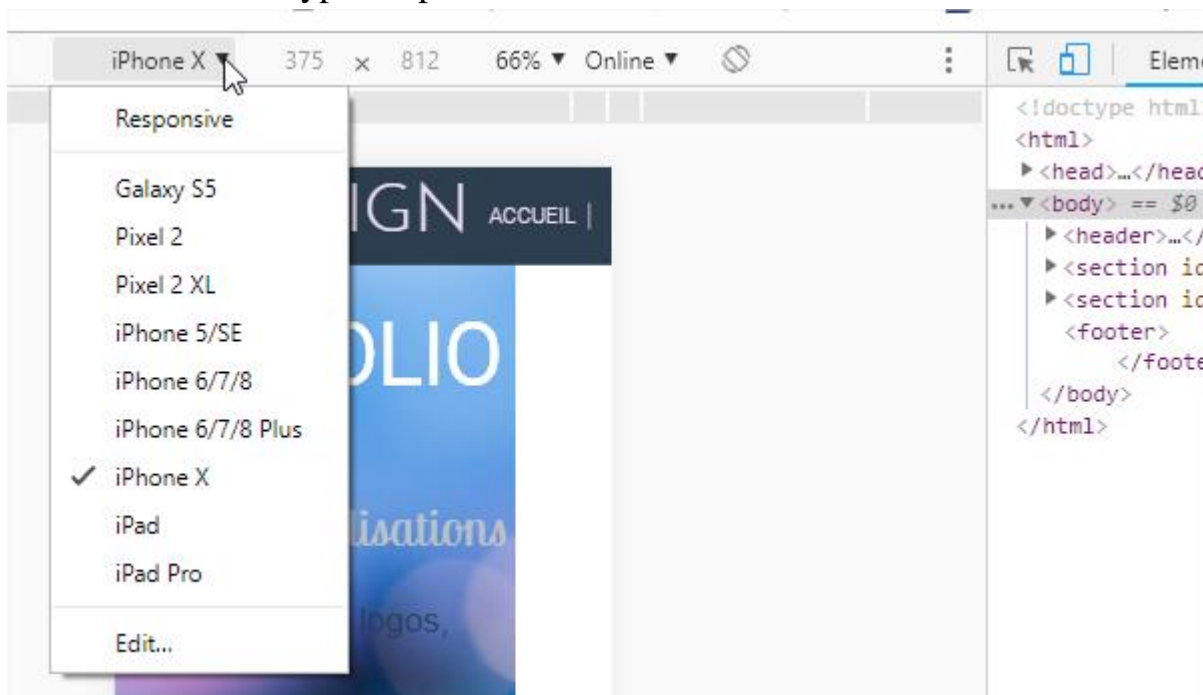 iPhone X ▼ 375 × 812 66% ▼ Online ▼
Responsive
Galaxy S5
Pixel 2
Pixel 2 XL
iPhone 5/SE
iPhone 6/7/8
iPhone 6/7/8 Plus
✓ iPhone X
iPad
iPad Pro
Edit...
IGN ACCUEIL |
OLIO
lisations
logos,
Eleme
<!doctype html
<html>
▶<head>…</head
... ▼<body> == $0
▶<header>…</
▶<section id
▶<section id
<footer>
</foote
</body>
</html>